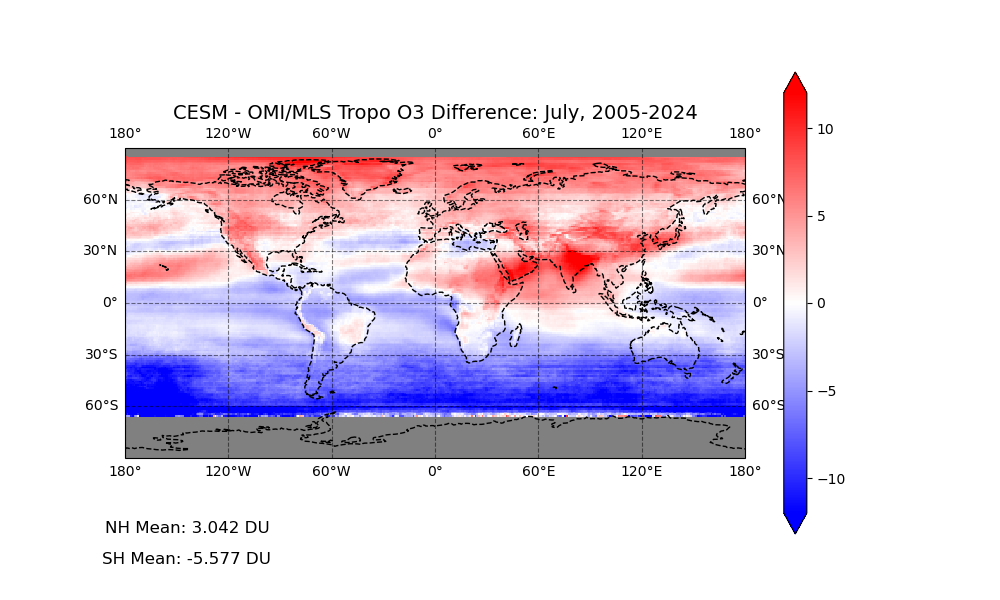 CESM - OMI/MLS Tropo O3 Difference: July, 2005-2024
180° 120°W 60°W 0° 60°E 120°E 180°
10
60°N 60°N
5
30°N 30°N
0° 0° 0
30°S 30°S
−5
60°S 60°S
−10
180° 120°W 60°W 0° 60°E 120°E 180°
NH Mean: 3.042 DU
SH Mean: -5.577 DU